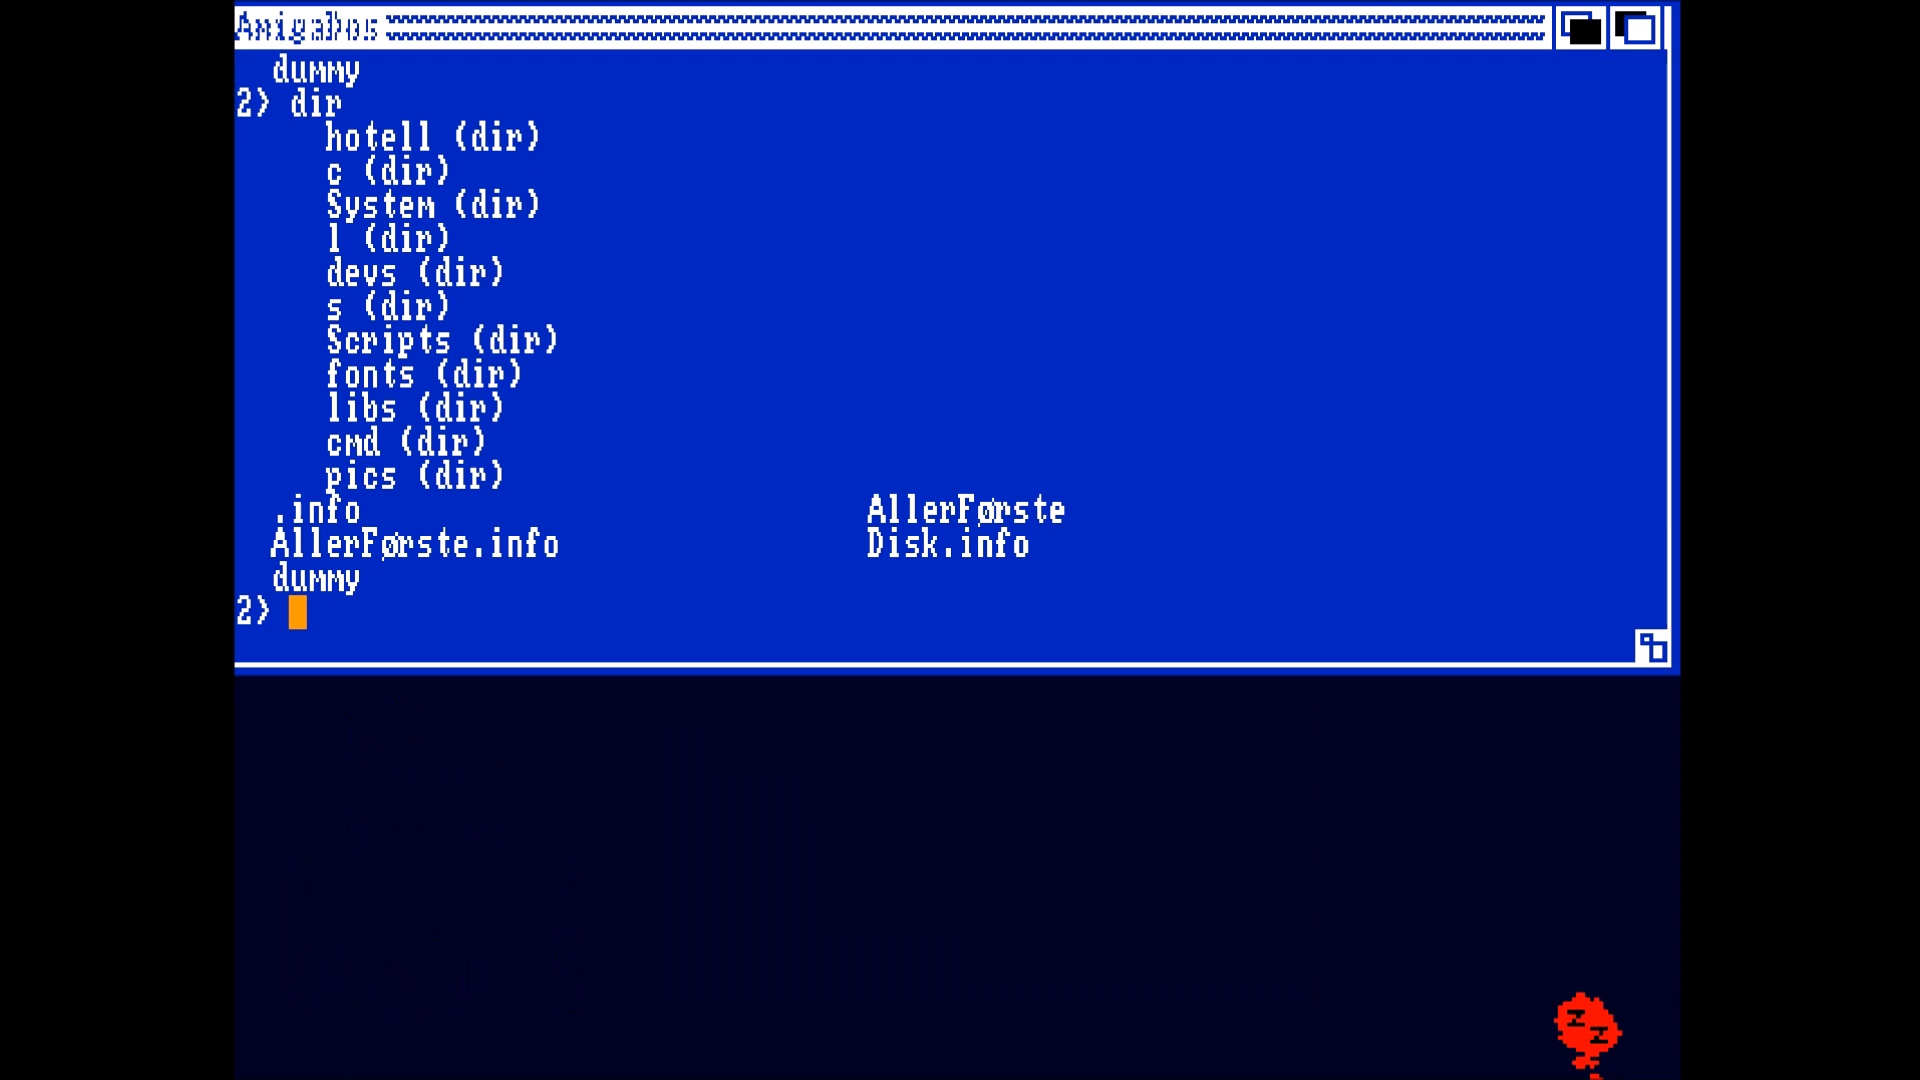 AmigaDos
dummy
2> dir
hotell (dir)
c (dir)
System (dir)
l (dir)
devs (dir)
s (dir)
Scripts (dir)
fonts (dir)
libs (dir)
cmd (dir)
pics (dir)
.info AllerFørste
AllerFørste.info Disk.info
dummy
2>
ZZ